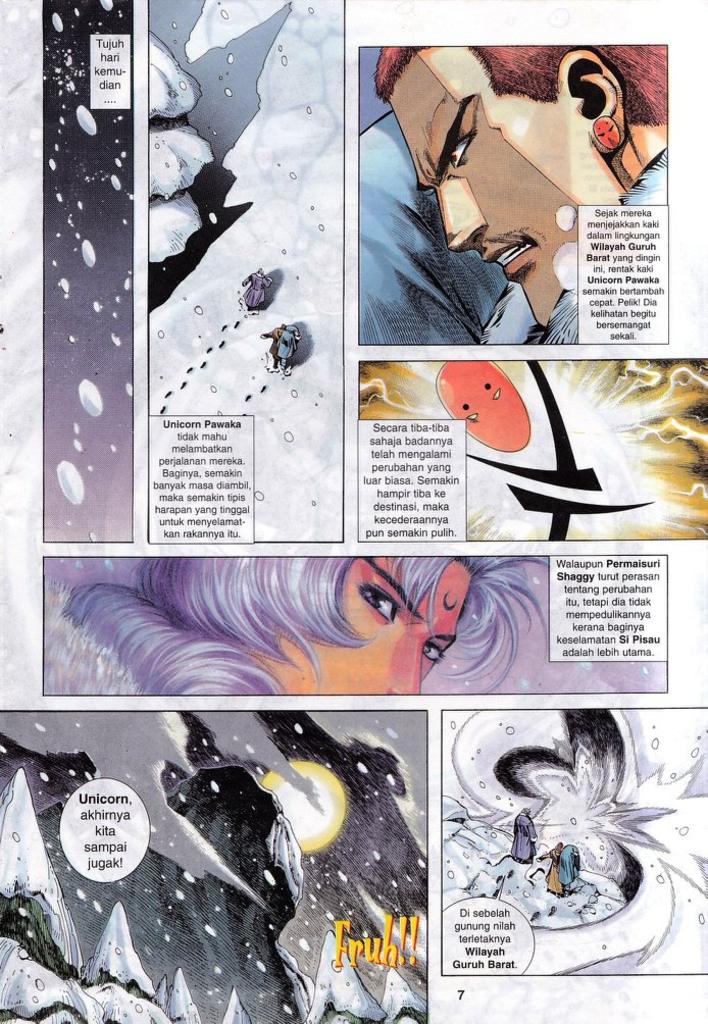 Tujuh
hari
kemu-
dian
....
Unicorn Pawaka
tidak mahu
melambatkan
perjalanan mereka.
Baginya, semakin
banyak masa diambil,
maka semakin tipis
harapan yang tinggal
untuk menyelamat-
kan rakannya itu.
Sejak mereka
menjejakkan kaki
dalam lingkungan
Wilayah Guruh
Barat yang dingin
ini, rentak kaki
Unicorn Pawaka
semakin bertambah
cepat. Pelik! Dia
kelihatan begitu
bersemangat
sekali.
Secara tiba-tiba
sahaja badannya
telah mengalami
perubahan yang
luar biasa. Semakin
hampir tiba ke
destinasi, maka
kecederaannya
pun semakin pulih.
Walaupun Permaisuri
Shaggy turut perasan
tentang perubahan
itu, tetapi dia tidak
mempedulikannya
kerana baginya
keselamatan Si Pisau
adalah lebih utama.
Unicorn,
akhirnya
kita
sampai
jugak!
Fruh!!
Di sebelah
gunung nilah
terletaknya
Wilayah
Guruh Barat.
7